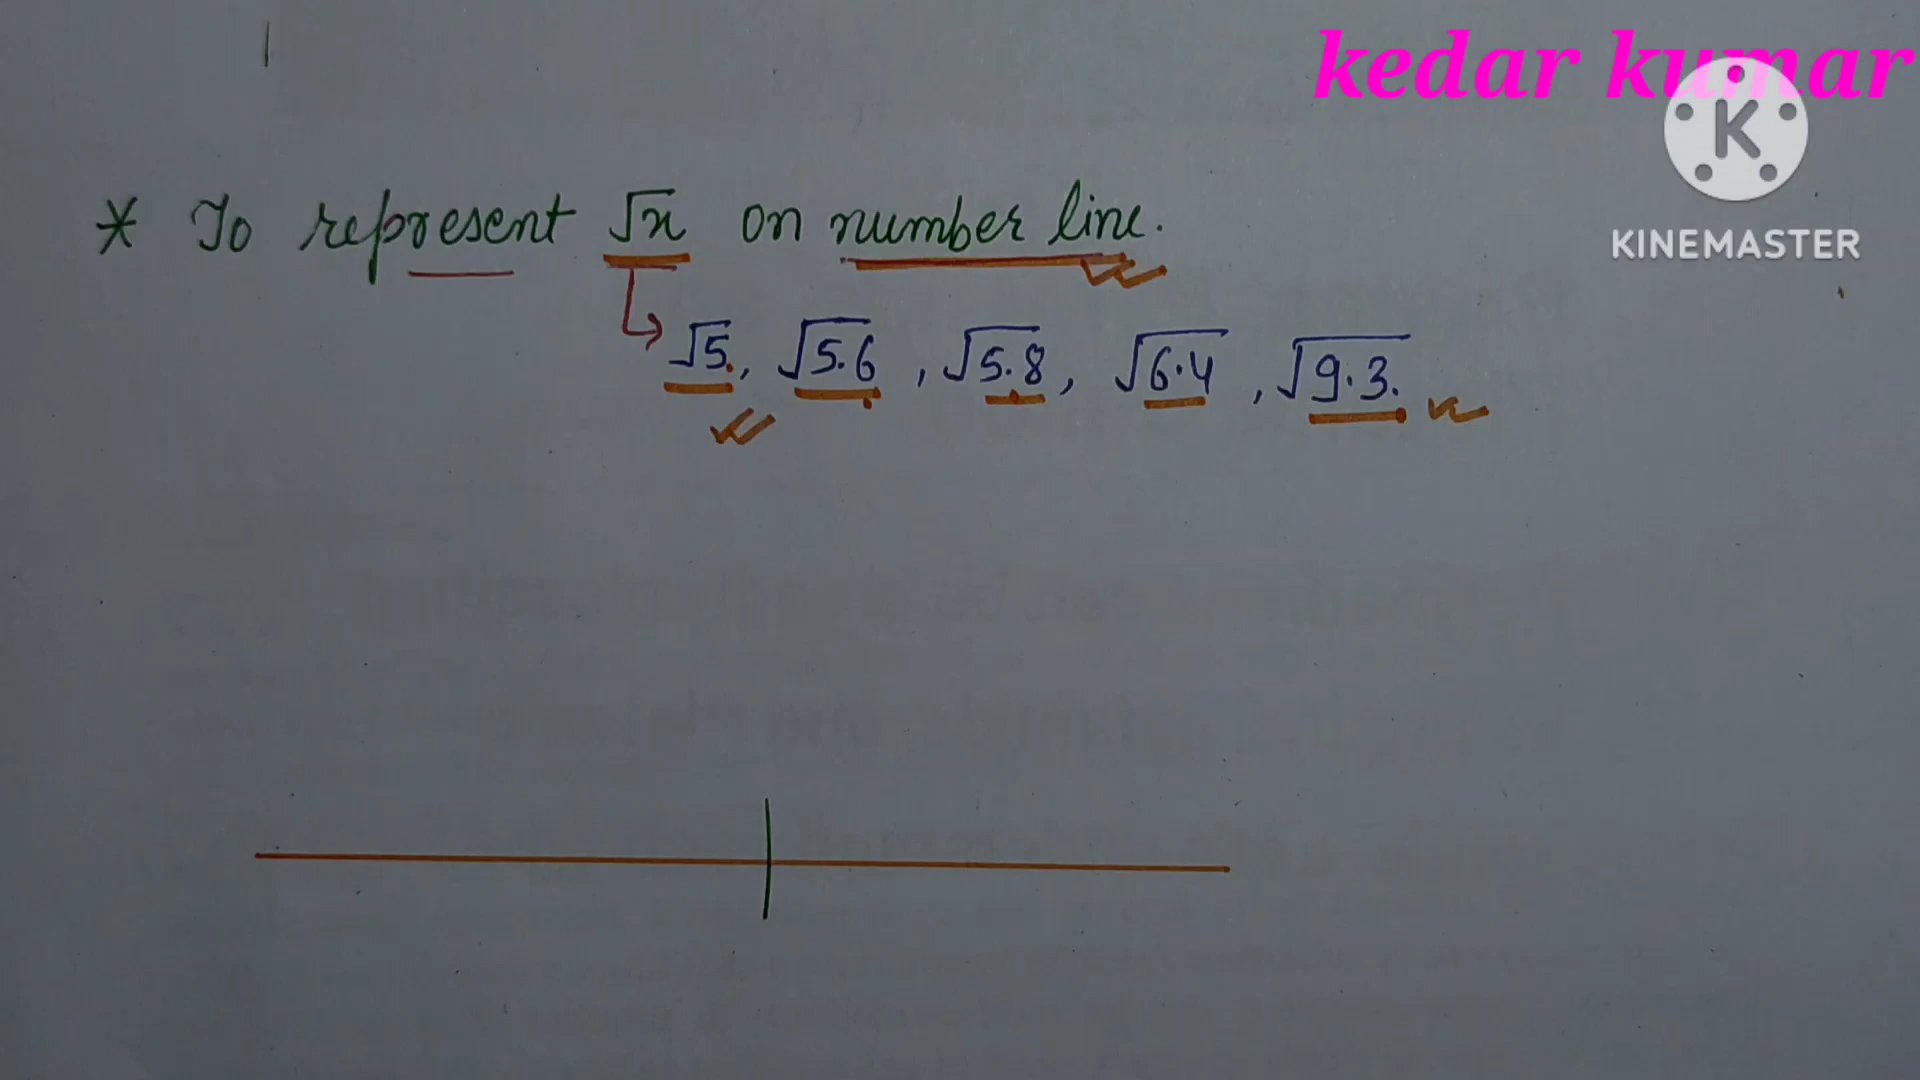 kedar kumar
K
KINEMASTER
* To represent √x on number line.
√5, √5.6, √5.8, √6.4, √9.3.